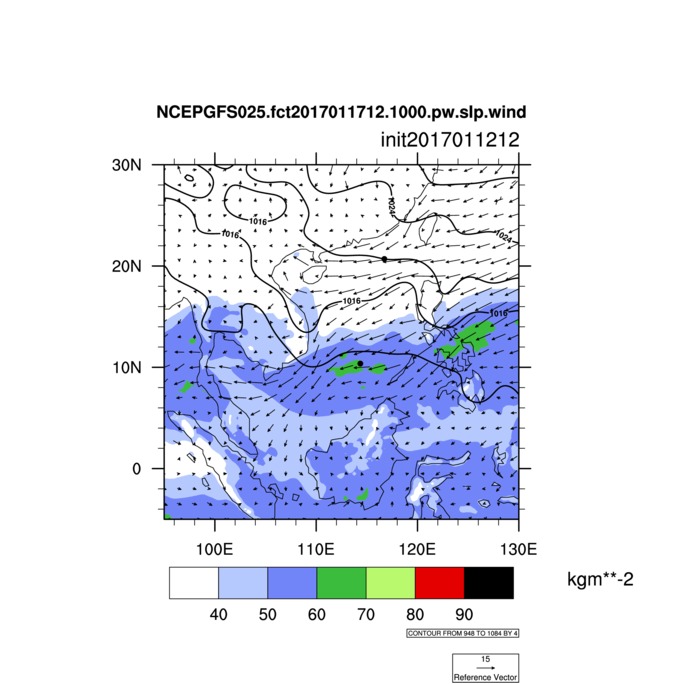 NCEPGFS025.fct2017011712.1000.pw.slp.wind
init2017011212
30N
20N
10N
0
100E 110E 120E 130E
1024
1016
1016
1024
1016
1016
40 50 60 70 80 90
kgm**-2
CONTOUR FROM 948 TO 1084 BY 4
15
Reference Vector